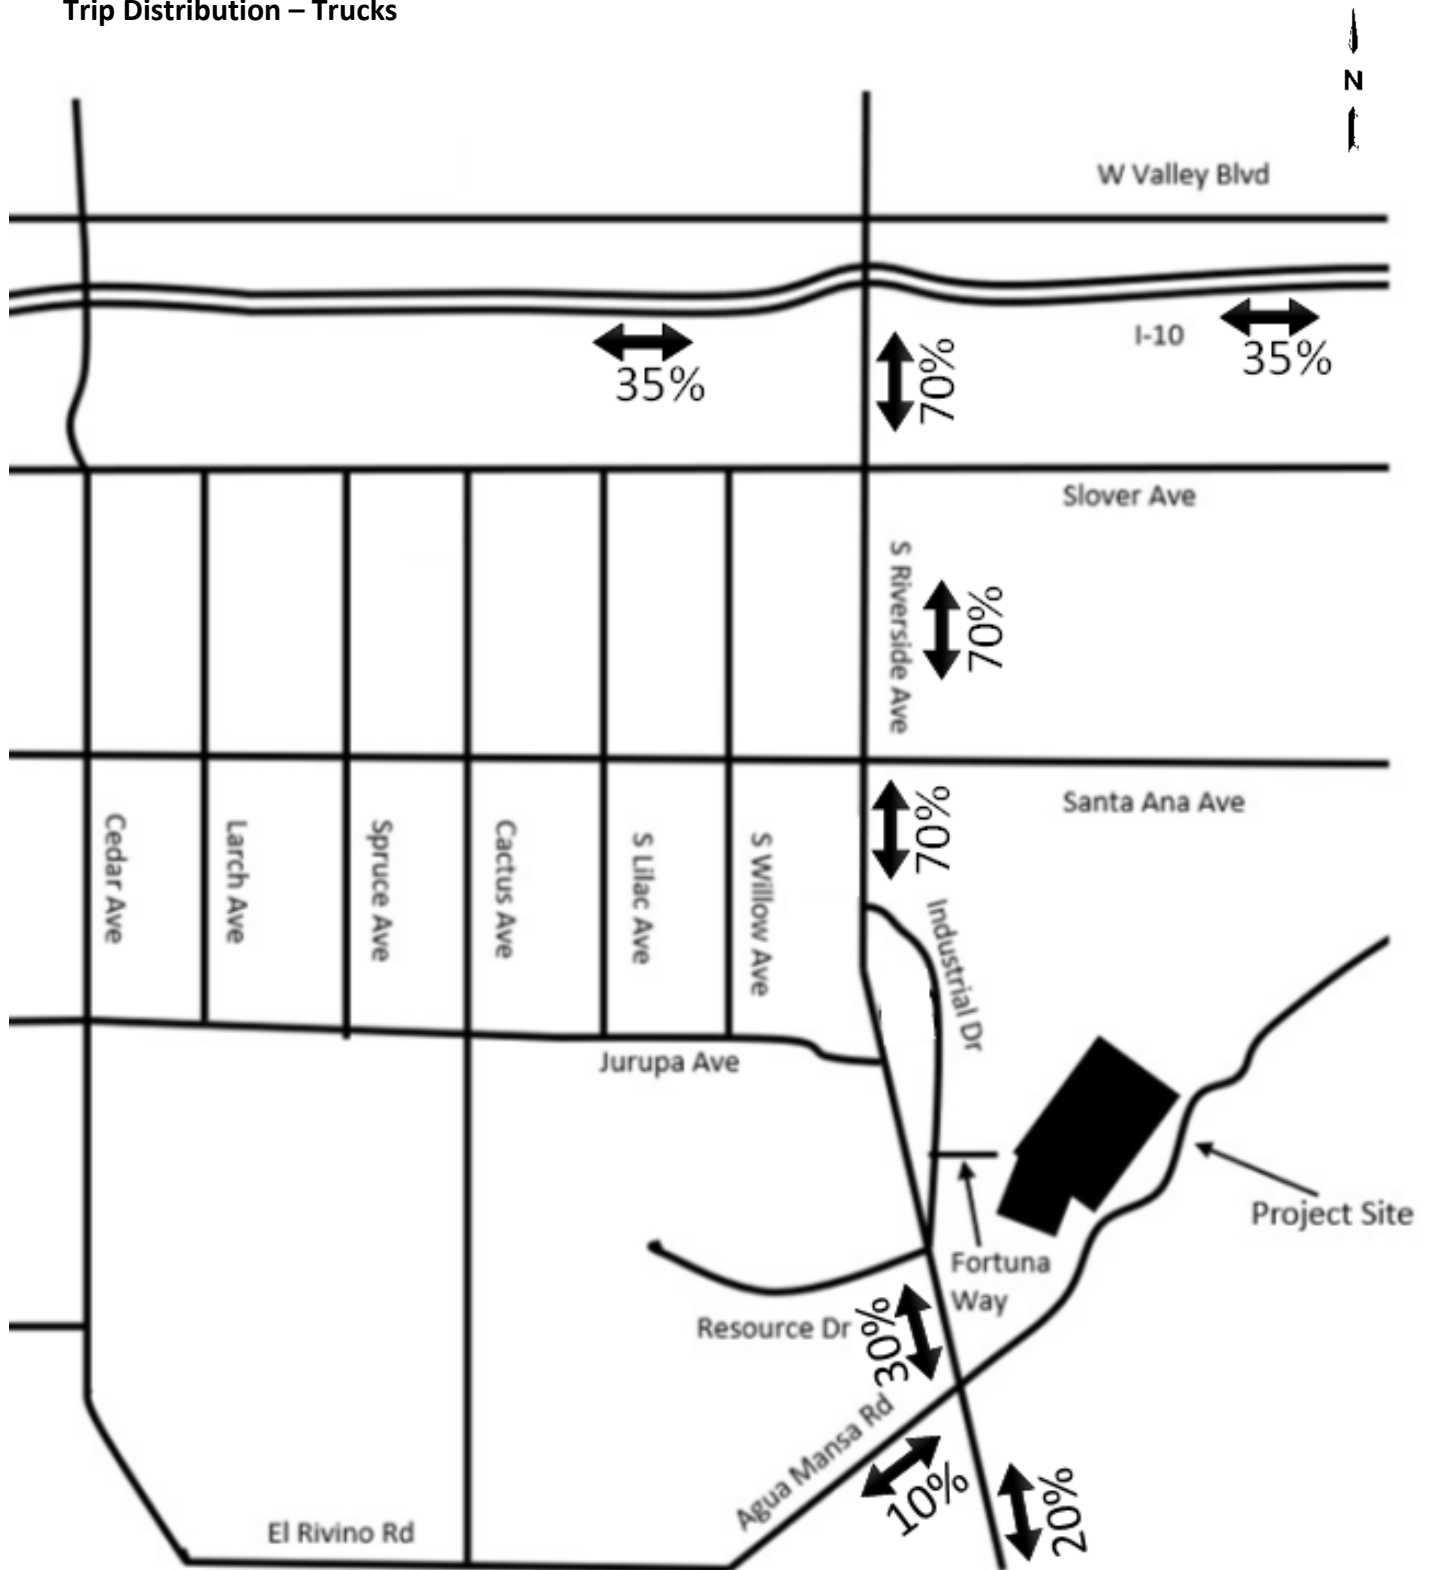 Trip Distribution – Trucks
N
W Valley Blvd
I-10
35%
35%
70%
Slover Ave
S Riverside Ave
70%
Santa Ana Ave
70%
Cedar Ave
Larch Ave
Spruce Ave
Cactus Ave
S Lilac Ave
S Willow Ave
Industrial Dr
Jurupa Ave
Project Site
Fortuna
Way
Resource Dr
30%
Agua Mansa Rd
10%
20%
El Rivino Rd